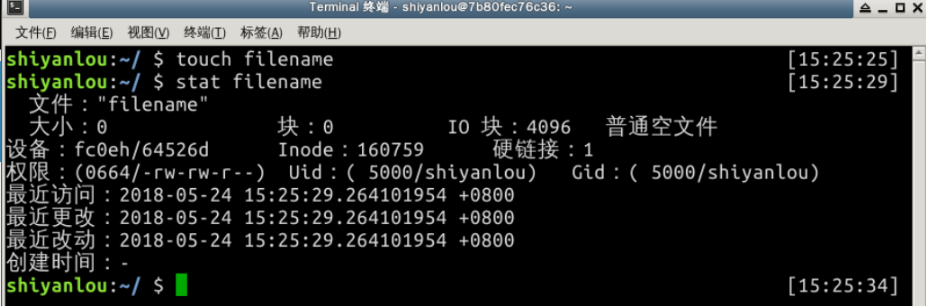 Terminal 终端 - shiyanlou@7b80fec76c36: ~
文件(F) 编辑(E) 视图(V) 终端(T) 标签(A) 帮助(H)
shiyanlou:~/ $ touch filename [15:25:25]
shiyanlou:~/ $ stat filename [15:25:29]
文件："filename"
大小：0 块：0 IO 块：4096 普通空文件
设备：fc0eh/64526d Inode：160759 硬链接：1
权限：(0664/-rw-rw-r--) Uid：( 5000/shiyanlou) Gid：( 5000/shiyanlou)
最近访问：2018-05-24 15:25:29.264101954 +0800
最近更改：2018-05-24 15:25:29.264101954 +0800
最近改动：2018-05-24 15:25:29.264101954 +0800
创建时间：-
shiyanlou:~/ $ [15:25:34]